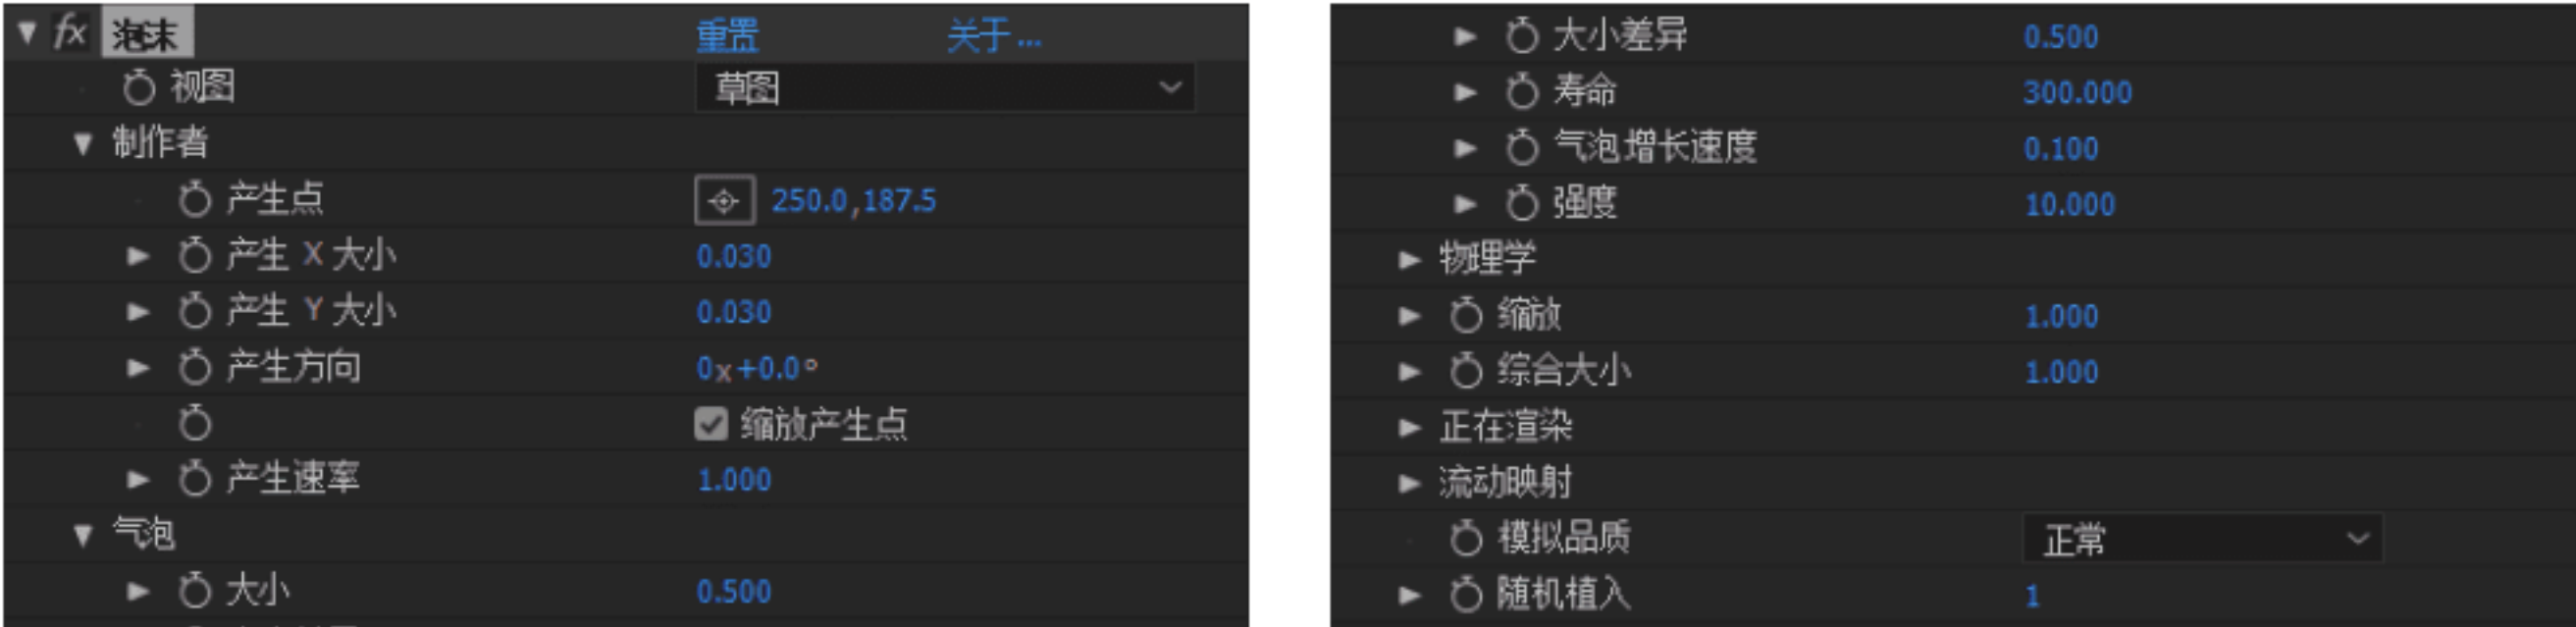 fx 泡沫 重置 关于...
视图 草图
制作者
产生点 250.0,187.5
产生 X 大小 0.030
产生 Y 大小 0.030
产生方向 0x+0.0°
缩放产生点
产生速率 1.000
气泡
大小 0.500
大小差异 0.500
寿命 300.000
气泡增长速度 0.100
强度 10.000
物理学
缩放 1.000
综合大小 1.000
正在渲染
流动映射
模拟品质 正常
随机植入 1